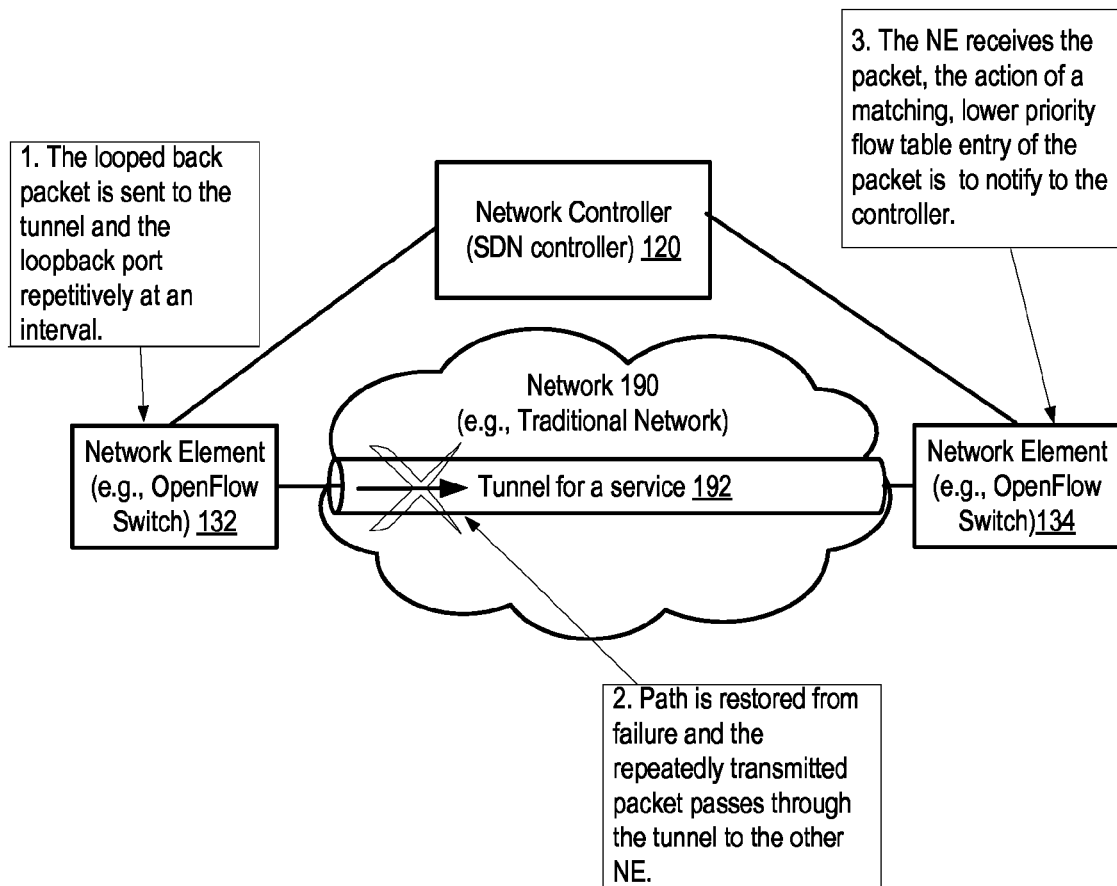 3. The NE receives the
packet, the action of a
matching, lower priority
flow table entry of the
packet is to notify to the
controller.
1. The looped back
packet is sent to the
tunnel and the
loopback port
repetitively at an
interval.
Network Controller
(SDN controller) 120
Network 190
(e.g., Traditional Network)
Network Element
(e.g., OpenFlow
Switch) 132
Tunnel for a service 192
Network Element
(e.g., OpenFlow
Switch)134
2. Path is restored from
failure and the
repeatedly transmitted
packet passes through
the tunnel to the other
NE.